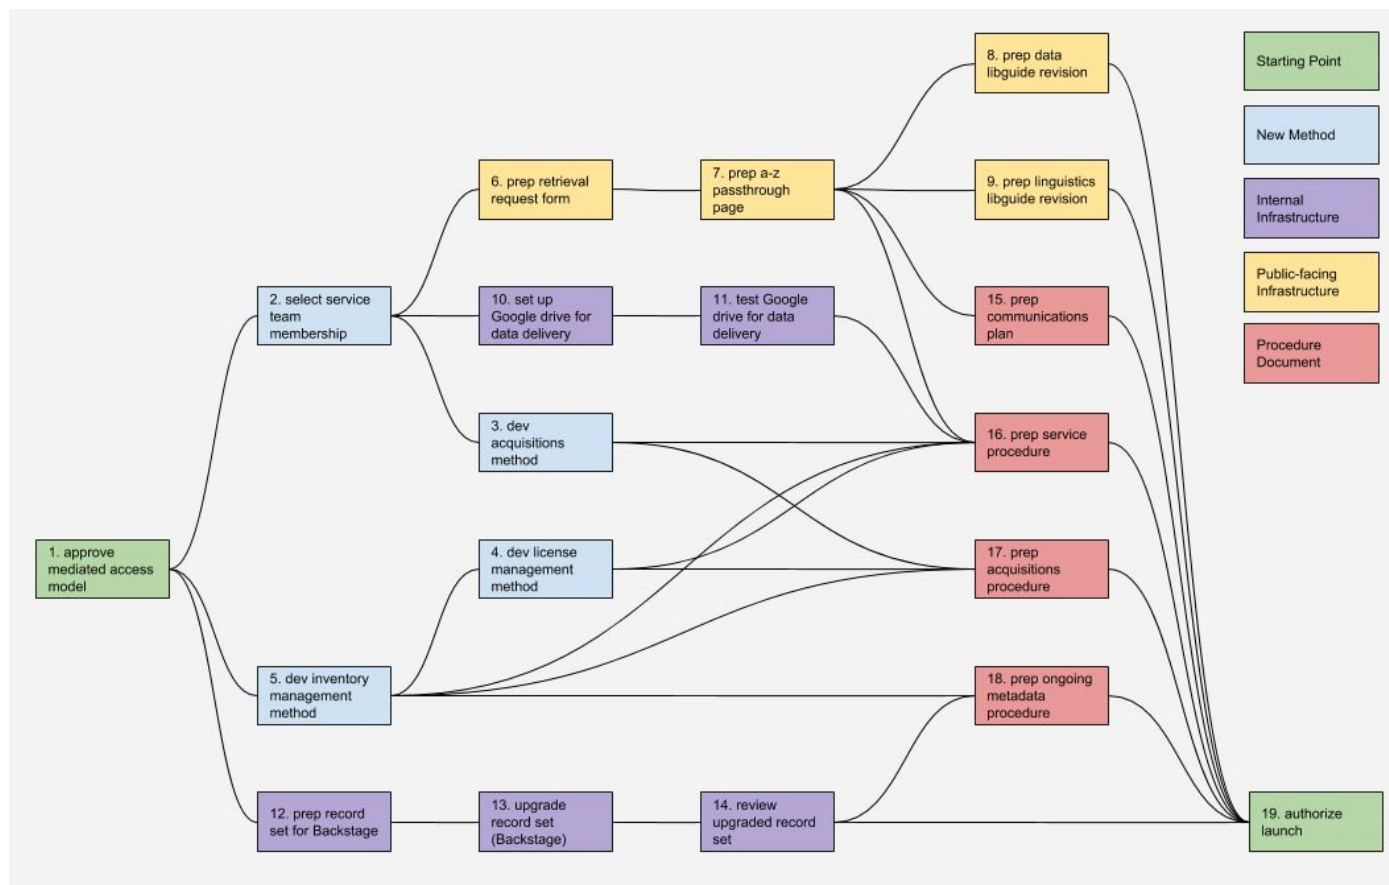 8. prep data
libguide revision
Starting Point
New Method
6. prep retrieval
request form
7. prep a-z
passthrough
page
9. prep linguistics
libguide revision
Internal
Infrastructure
Public-facing
Infrastructure
2. select service
team
membership
10. set up
Google drive for
data delivery
11. test Google
drive for data
delivery
15. prep
communications
plan
Procedure
Document
3. dev
acquisitions
method
16. prep service
procedure
1. approve
mediated access
model
4. dev license
management
method
17. prep
acquisitions
procedure
5. dev inventory
management
method
18. prep ongoing
metadata
procedure
12. prep record
set for Backstage
13. upgrade
record set
(Backstage)
14. review
upgraded record
set
19. authorize
launch